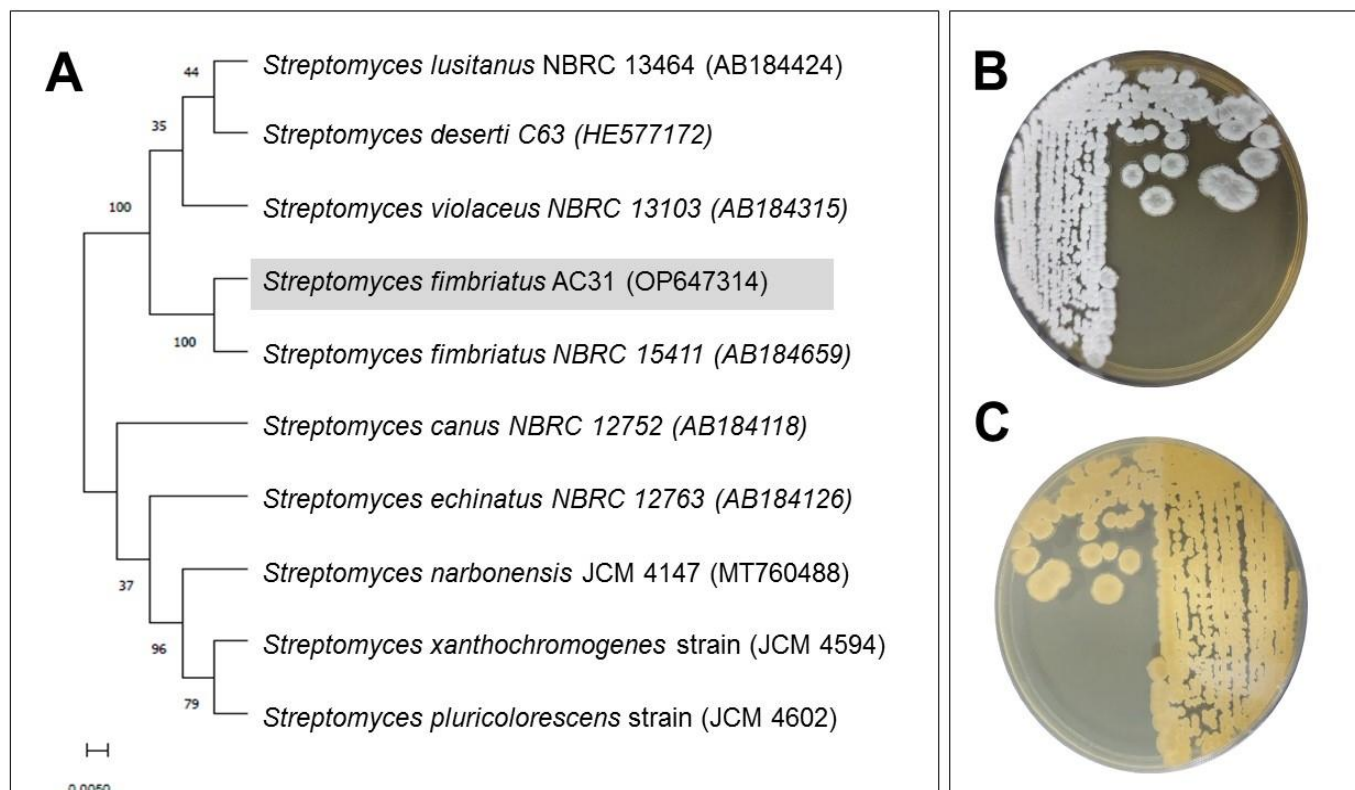 A
44
Streptomyces lusitanus NBRC 13464 (AB184424)
35
Streptomyces deserti C63 (HE577172)
100
Streptomyces violaceus NBRC 13103 (AB184315)
Streptomyces fimbriatus AC31 (OP647314)
100
Streptomyces fimbriatus NBRC 15411 (AB184659)
Streptomyces canus NBRC 12752 (AB184118)
Streptomyces echinatus NBRC 12763 (AB184126)
37
Streptomyces narbonensis JCM 4147 (MT760488)
96
Streptomyces xanthochromogenes strain (JCM 4594)
79
Streptomyces pluricolorescens strain (JCM 4602)
0.0050
B
C